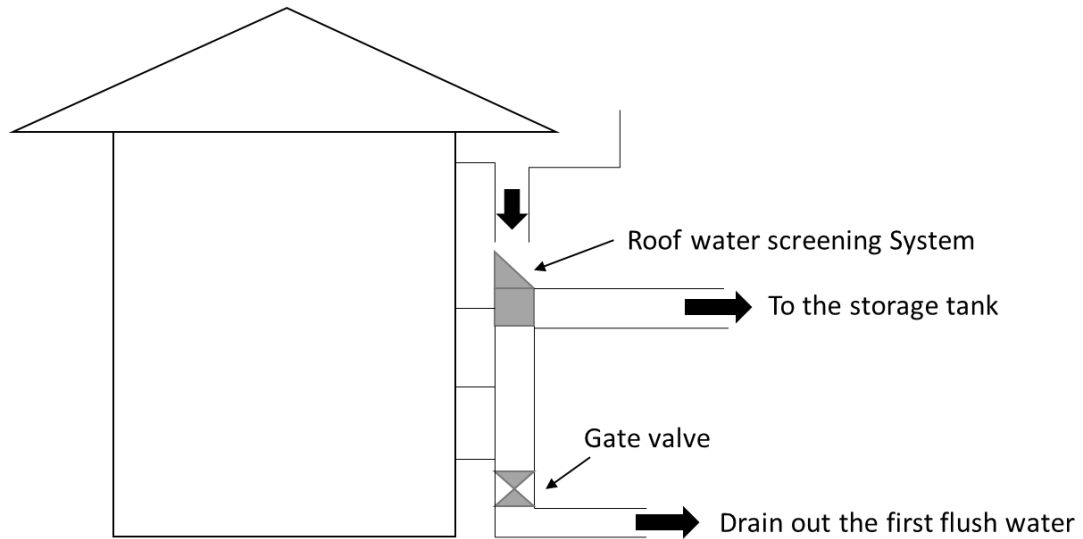 Roof water screening System
To the storage tank
Gate valve
Drain out the first flush water